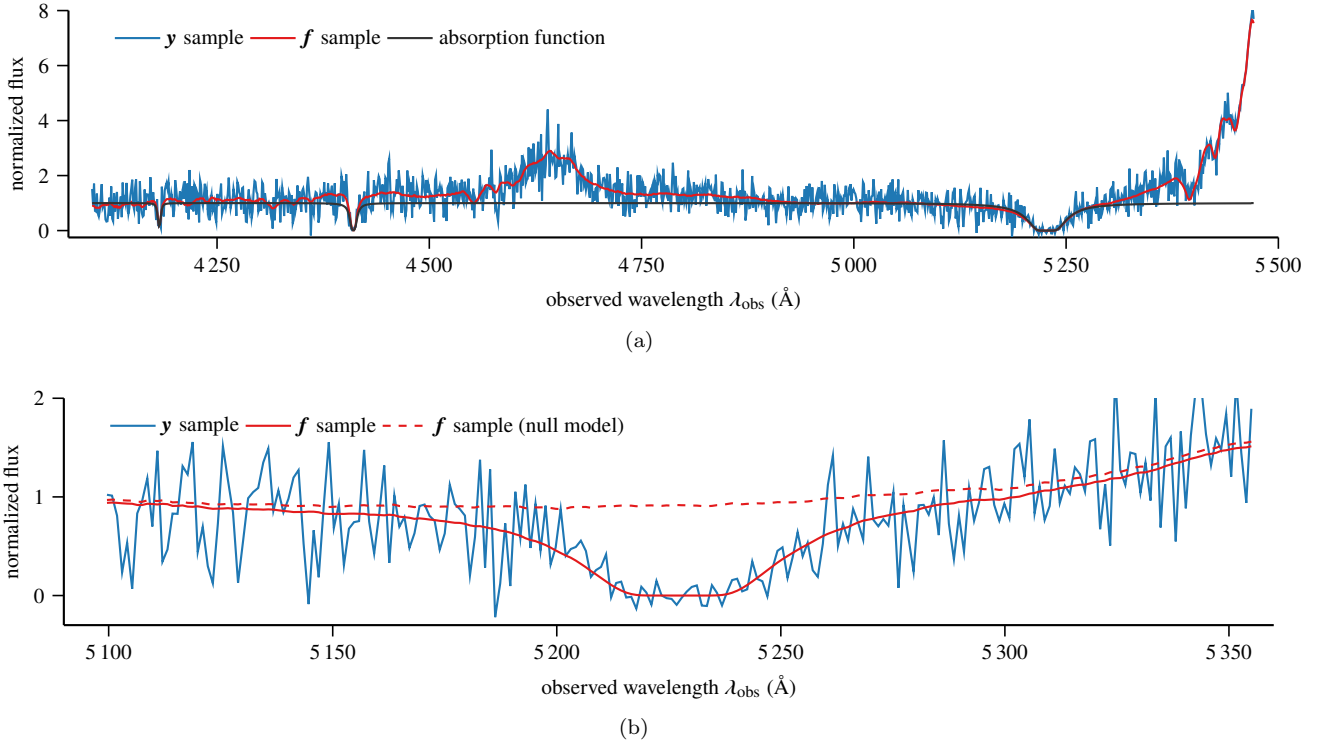 8
y sample f sample absorption function
6
4
2
0
normalized flux
4 250 4 500 4 750 5 000 5 250 5 500
observed wavelength λobs (Å)
(a)
2
y sample f sample f sample (null model)
1
0
normalized flux
5 100 5 150 5 200 5 250 5 300 5 350
observed wavelength λobs (Å)
(b)